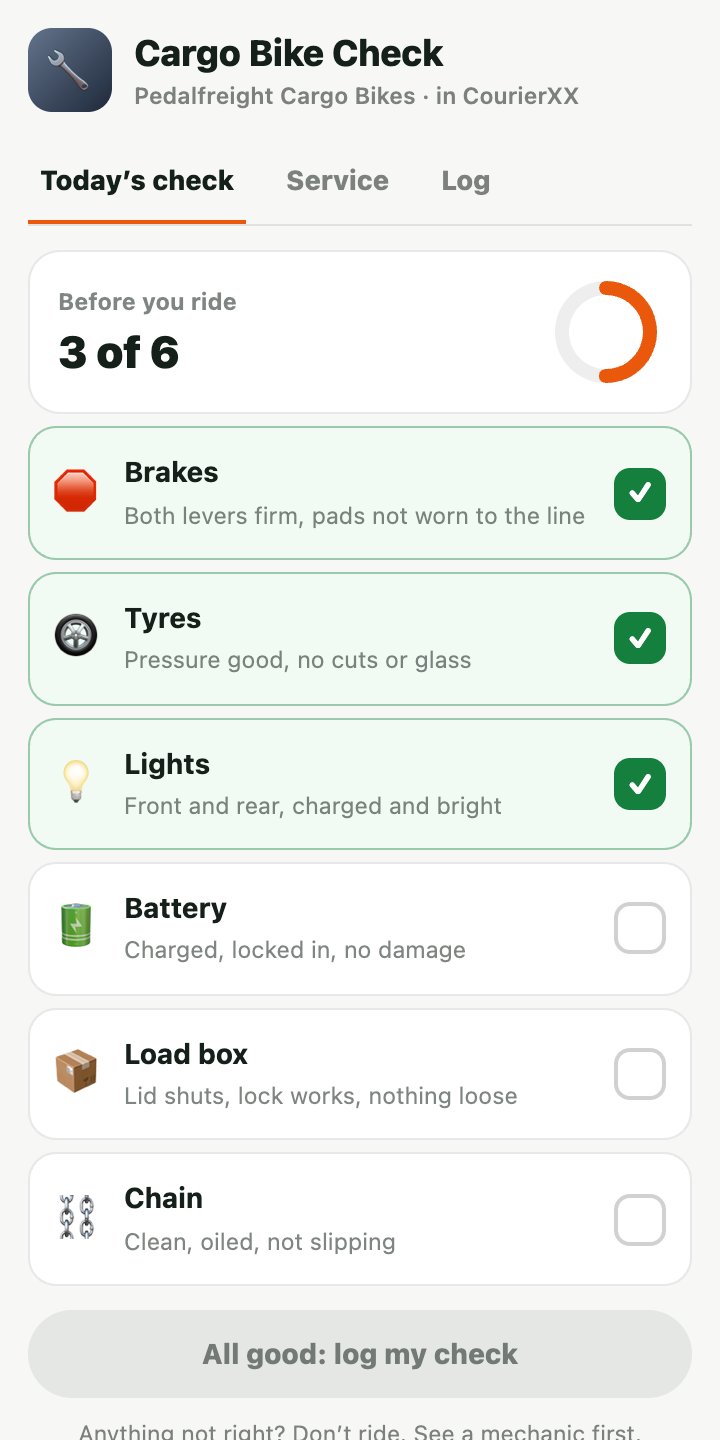 Cargo Bike Check
Pedalfreight Cargo Bikes · in CourierXX
Today’s check Service Log
Before you ride
3 of 6
Brakes
Both levers firm, pads not worn to the line
Tyres
Pressure good, no cuts or glass
Lights
Front and rear, charged and bright
Battery
Charged, locked in, no damage
Load box
Lid shuts, lock works, nothing loose
Chain
Clean, oiled, not slipping
All good: log my check
Anything not right? Don’t ride. See a mechanic first.